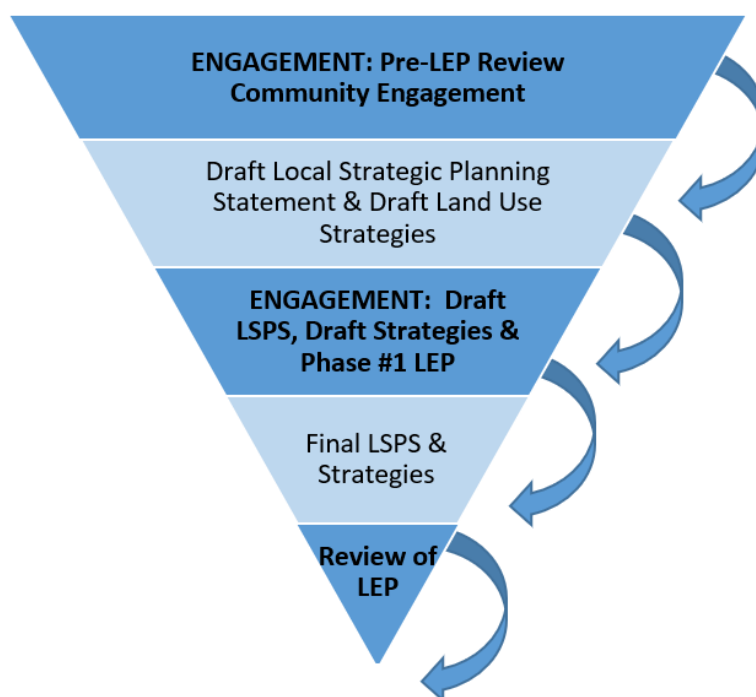 ENGAGEMENT: Pre-LEP Review
Community Engagement
Draft Local Strategic Planning
Statement & Draft Land Use
Strategies
ENGAGEMENT:  Draft
LSPS, Draft Strategies &
Phase #1 LEP
Final LSPS &
Strategies
Review of
LEP